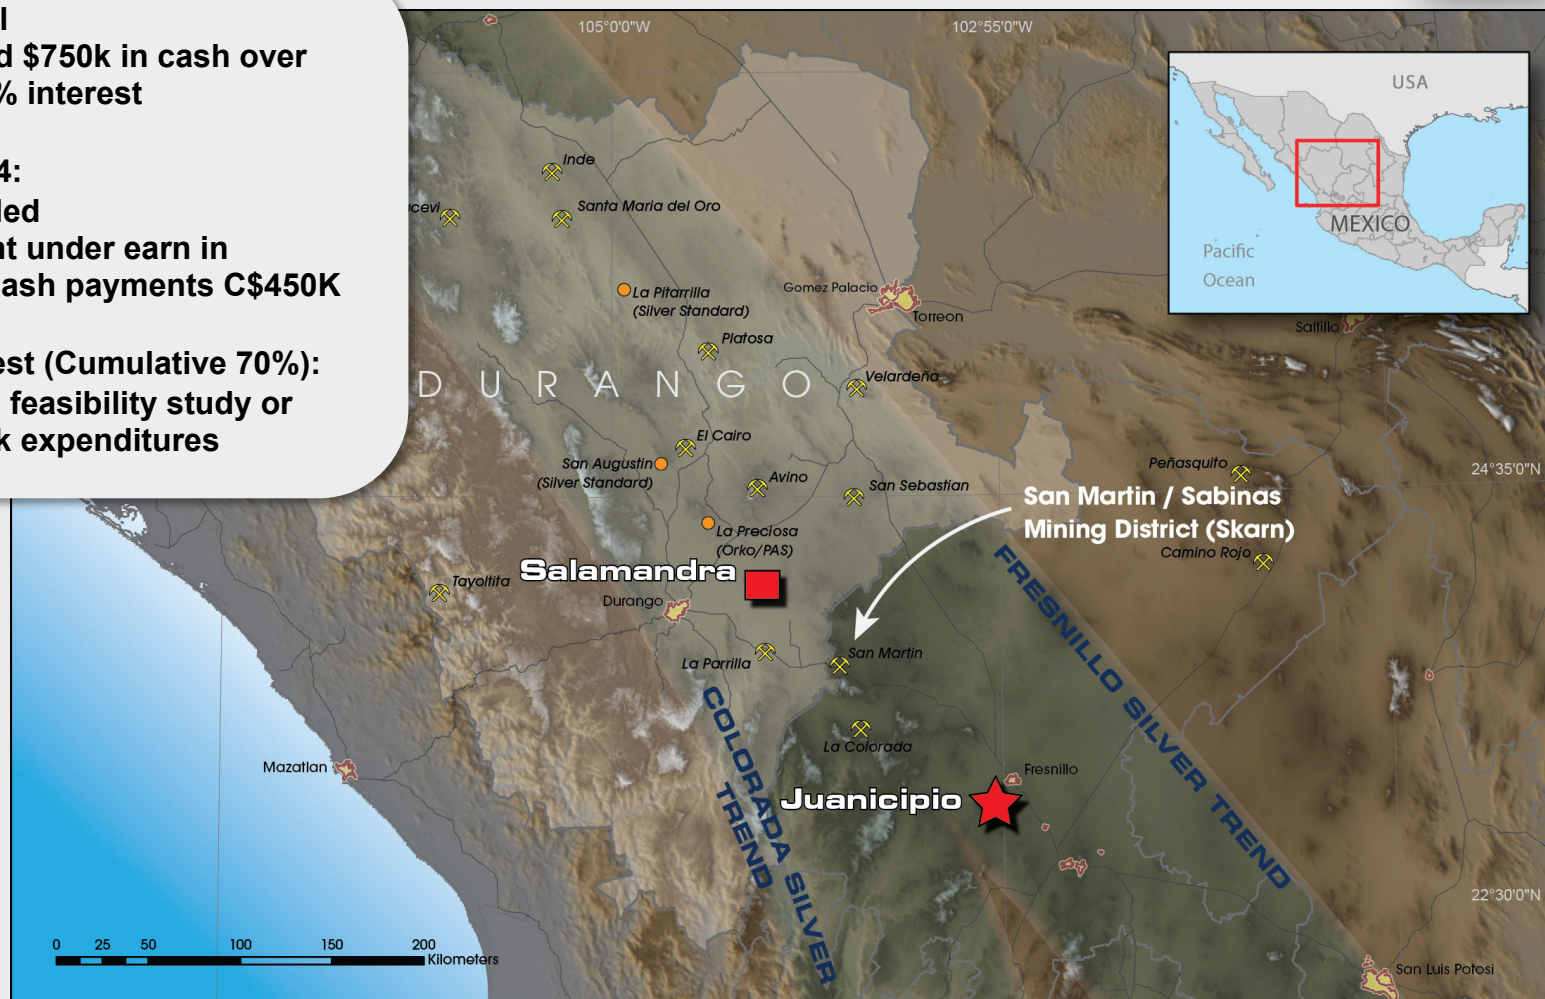 $750k in cash over
% interest
4:
under earn in
cash payments C$450K
(Cumulative 70%):
feasibility study or
expenditures
105°0'0"W
102°55'0"W
USA
MEXICO
Pacific
Ocean
Inde
Santa Maria del Oro
La Pitarrilla
(Silver Standard)
Gomez Palacio
Torreon
Saltillo
Platosa
DURANGO
Velardeña
El Cairo
San Augustin
(Silver Standard)
Avino
San Sebastian
Peñasquito
24°35'0"N
San Martin / Sabinas
Mining District (Skarn)
Camino Rojo
La Preciosa
(Orko/PAS)
Salamandra
Tayoltita
Durango
FRESNILLO SILVER TREND
La Parrilla
San Martin
COLORADA SILVER
TREND
La Colorada
Mazatlan
Fresnillo
Juanicipio
22°30'0"N
0 25 50 100 150 200
Kilometers
San Luis Potosi